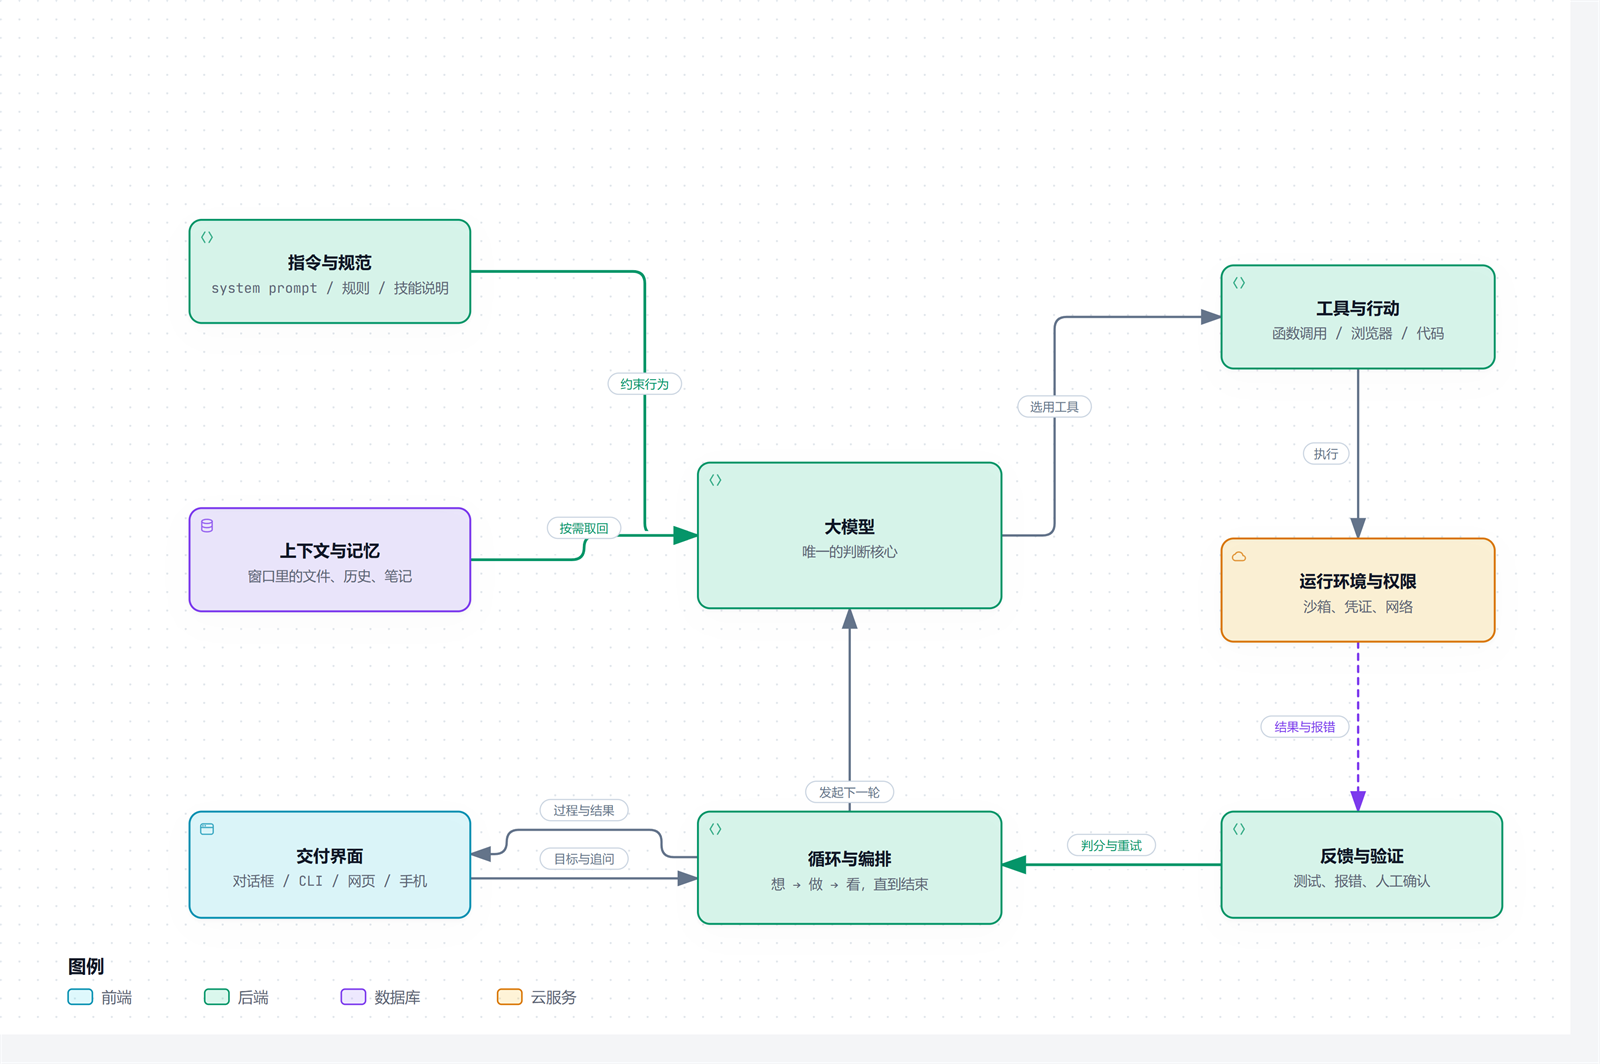 指令与规范
system prompt / 规则 / 技能说明
约束行为
工具与行动
函数调用 / 浏览器 / 代码
选用工具
执行
上下文与记忆
窗口里的文件、历史、笔记
按需取回
大模型
唯一的判断核心
运行环境与权限
沙箱、凭证、网络
结果与报错
发起下一轮
交付界面
对话框 / CLI / 网页 / 手机
过程与结果
目标与追问
循环与编排
想 → 做 → 看，直到结束
判分与重试
反馈与验证
测试、报错、人工确认
图例
前端
后端
数据库
云服务